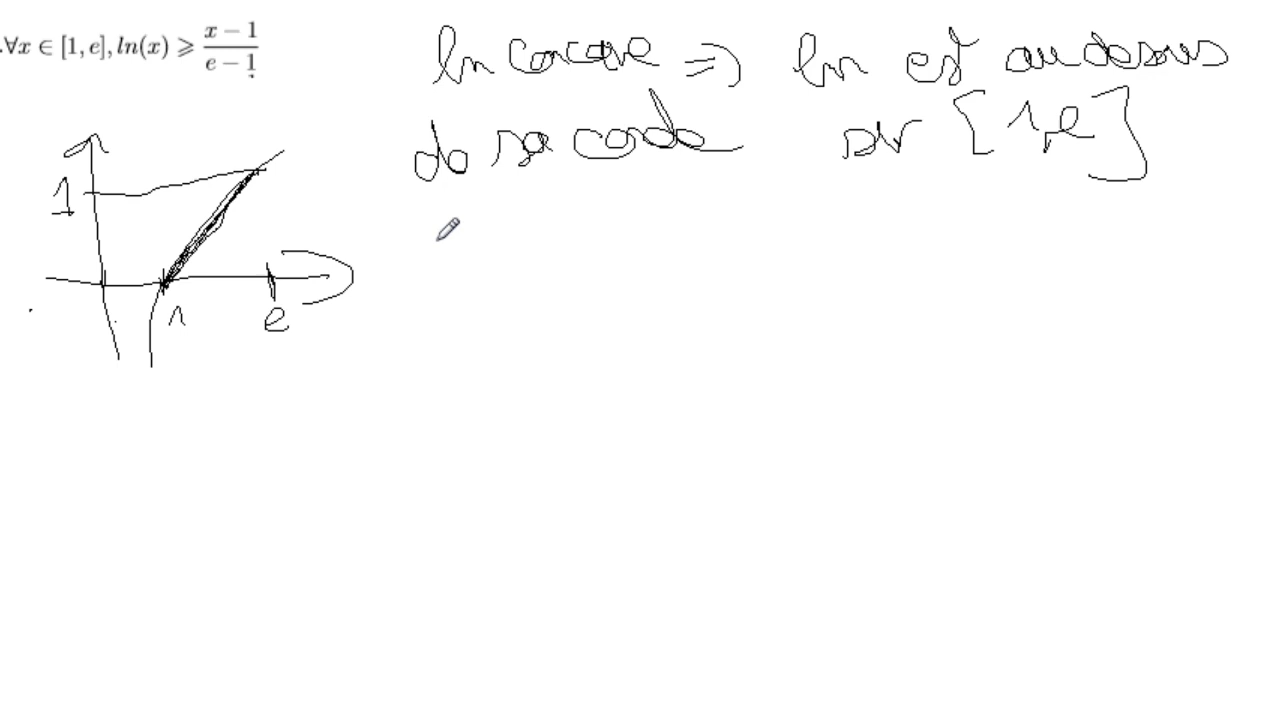 .∀x ∈ [1, e], ln(x) ⩾ (x − 1)/(e − 1)
ln concave => ln est au dessus
de sa corde sur [1, e]
1
1 e